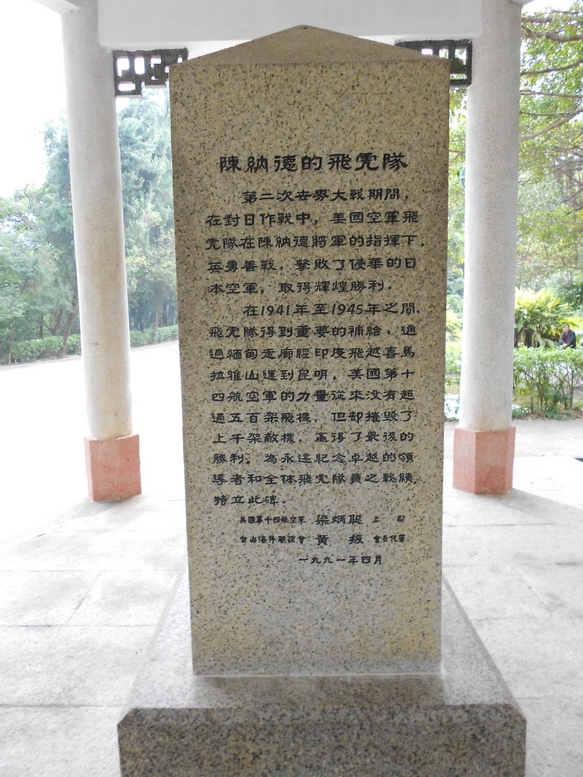 陳納德的飛虎隊
第二次世界大戰期間,
在對日作戰中,美國空軍飛
虎隊在陳納德將軍的指揮下,
英勇善戰,擊敗了侵華的日
本空軍,取得輝煌勝利。
在1941年至1945年之間,
飛虎隊得到重要的補給,通
過緬甸走廊經印度飛越喜馬
拉雅山運到昆明。美國第十
四航空軍的力量從來没有超
過五百架飛機,但却摧毀了
上千架敵機,贏得了最後的
勝利。為永遠紀念卓越的領
導者和全体飛虎隊員之戰績,
特立此碑。
美國第十四航空軍 梁炳聪 上尉
台山海外聯誼會 黄 振 會長代署
一九九一年四月